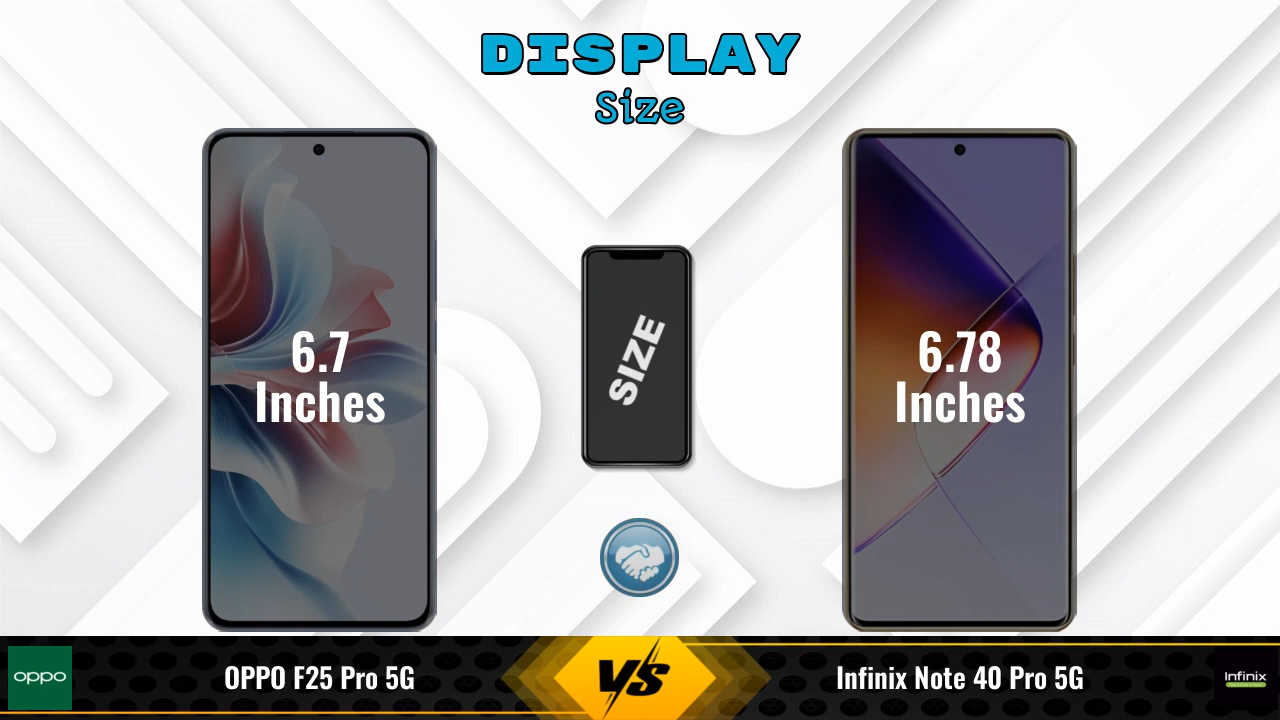 DISPLAY
Size
6.7
Inches
SIZE
6.78
Inches
oppo
OPPO F25 Pro 5G
VS
Infinix Note 40 Pro 5G
Infinix